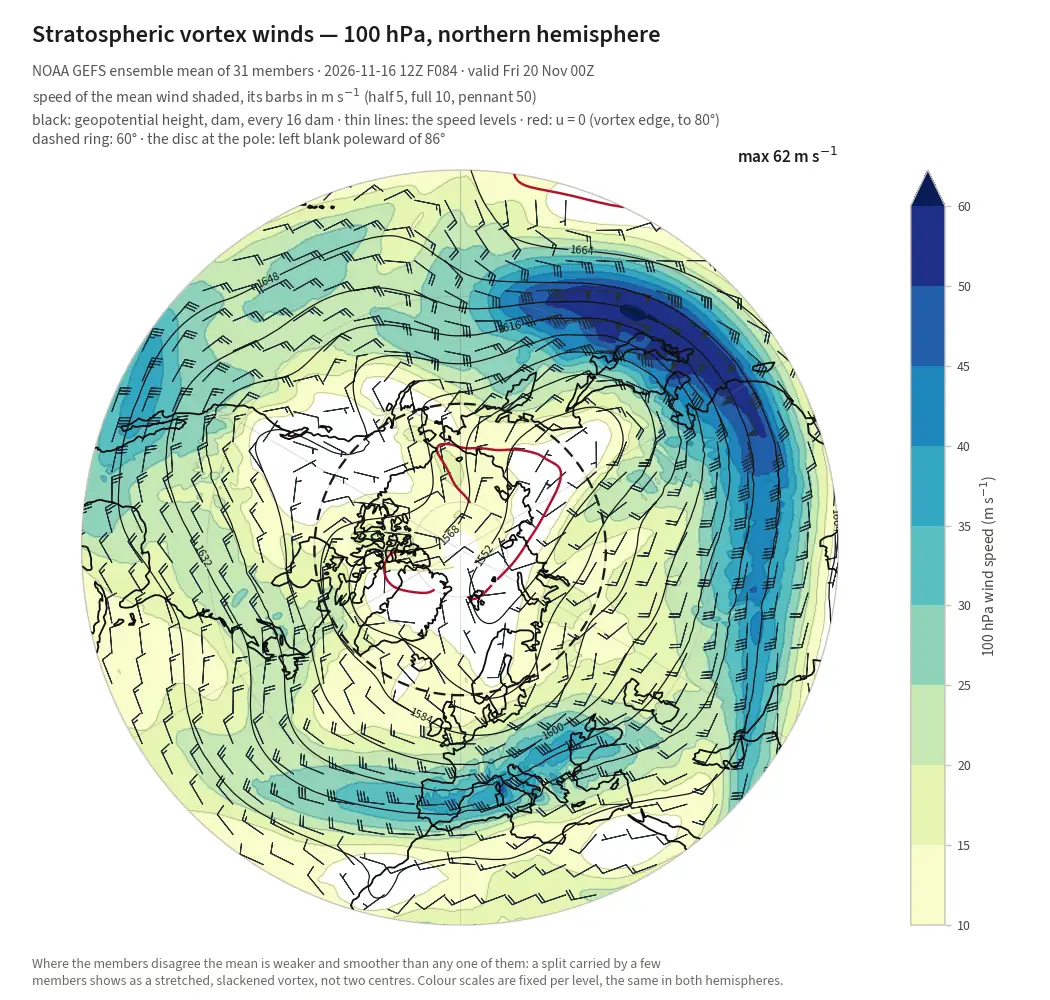 Stratospheric vortex winds — 100 hPa, northern hemisphere
NOAA GEFS ensemble mean of 31 members · 2026-11-16 12Z F084 · valid Fri 20 Nov 00Z
speed of the mean wind shaded, its barbs in m s⁻¹ (half 5, full 10, pennant 50)
black: geopotential height, dam, every 16 dam · thin lines: the speed levels · red: u = 0 (vortex edge, to 80°)
dashed ring: 60° · the disc at the pole: left blank poleward of 86°
max 62 m s⁻¹
1664
1648
1616
1568
1552
1632
1584
1600
60
50
45
40
35
30
25
20
15
10
100 hPa wind speed (m s⁻¹)
Where the members disagree the mean is weaker and smoother than any one of them: a split carried by a few
members shows as a stretched, slackened vortex, not two centres. Colour scales are fixed per level, the same in both hemispheres.